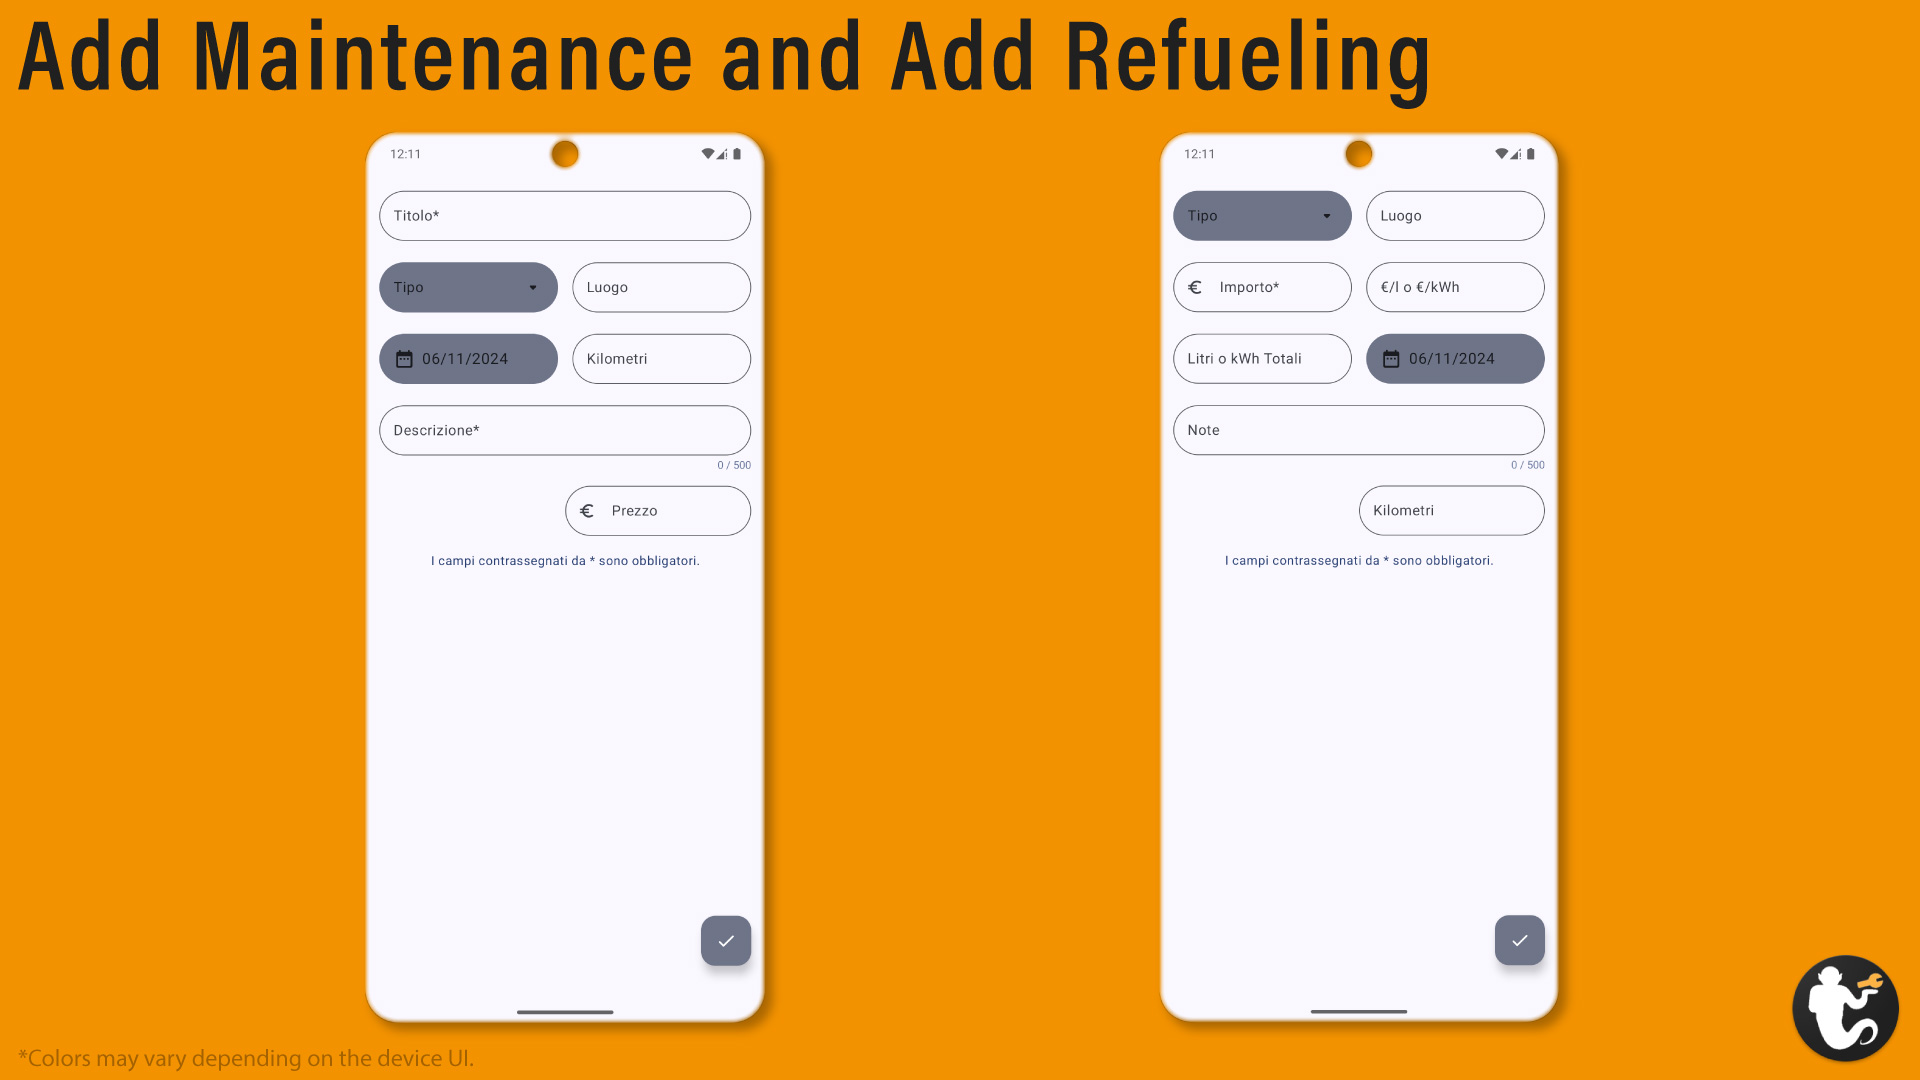 Add Maintenance and Add Refueling
12:11
Titolo*
Tipo
Luogo
06/11/2024
Kilometri
Descrizione*
0 / 500
€ Prezzo
I campi contrassegnati da * sono obbligatori.
12:11
Tipo
Luogo
€ Importo*
€/l o €/kWh
Litri o kWh Totali
06/11/2024
Note
0 / 500
Kilometri
I campi contrassegnati da * sono obbligatori.
*Colors may vary depending on the device UI.